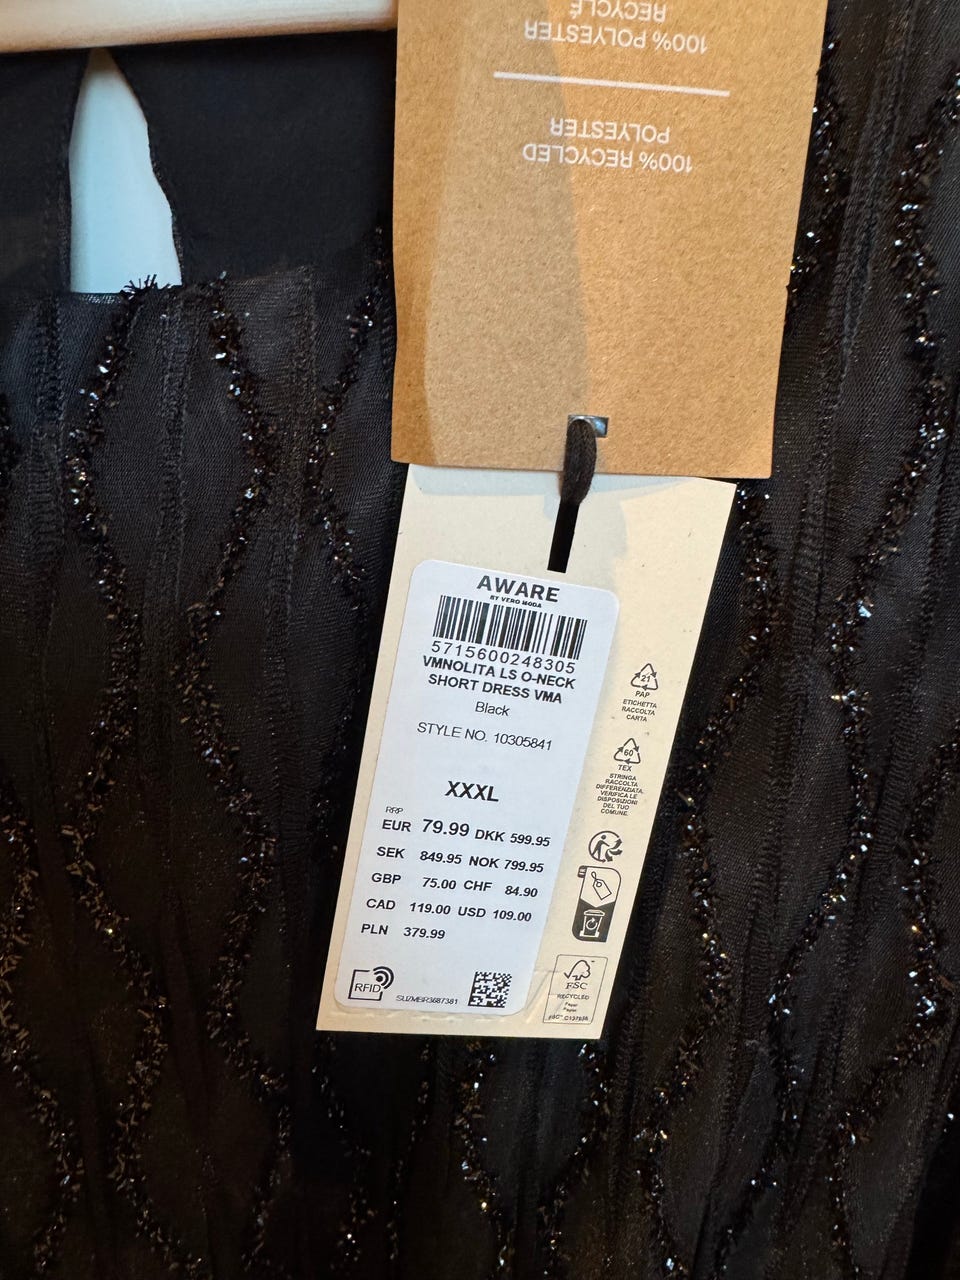 100% RECYCLED
POLYESTER
100% POLYESTER
RECYCLÉ
AWARE
BY VERO MODA
5715600248305
VMNOLITA LS O-NECK
SHORT DRESS VMA
Black
STYLE NO. 10305841
XXXL
RRP
EUR 79.99 DKK 599.95
SEK 849.95 NOK 799.95
GBP 75.00 CHF 84.90
CAD 119.00 USD 109.00
PLN 379.99
RFID
21
PAP
ETICHETTA
RACCOLTA
CARTA
60
TEX
STRINGA
RACCOLTA
DIFFERENZIATA.
VERIFICA LE
DISPOSIZIONI
DEL TUO
COMUNE.
FSC
RECYCLED
Paper